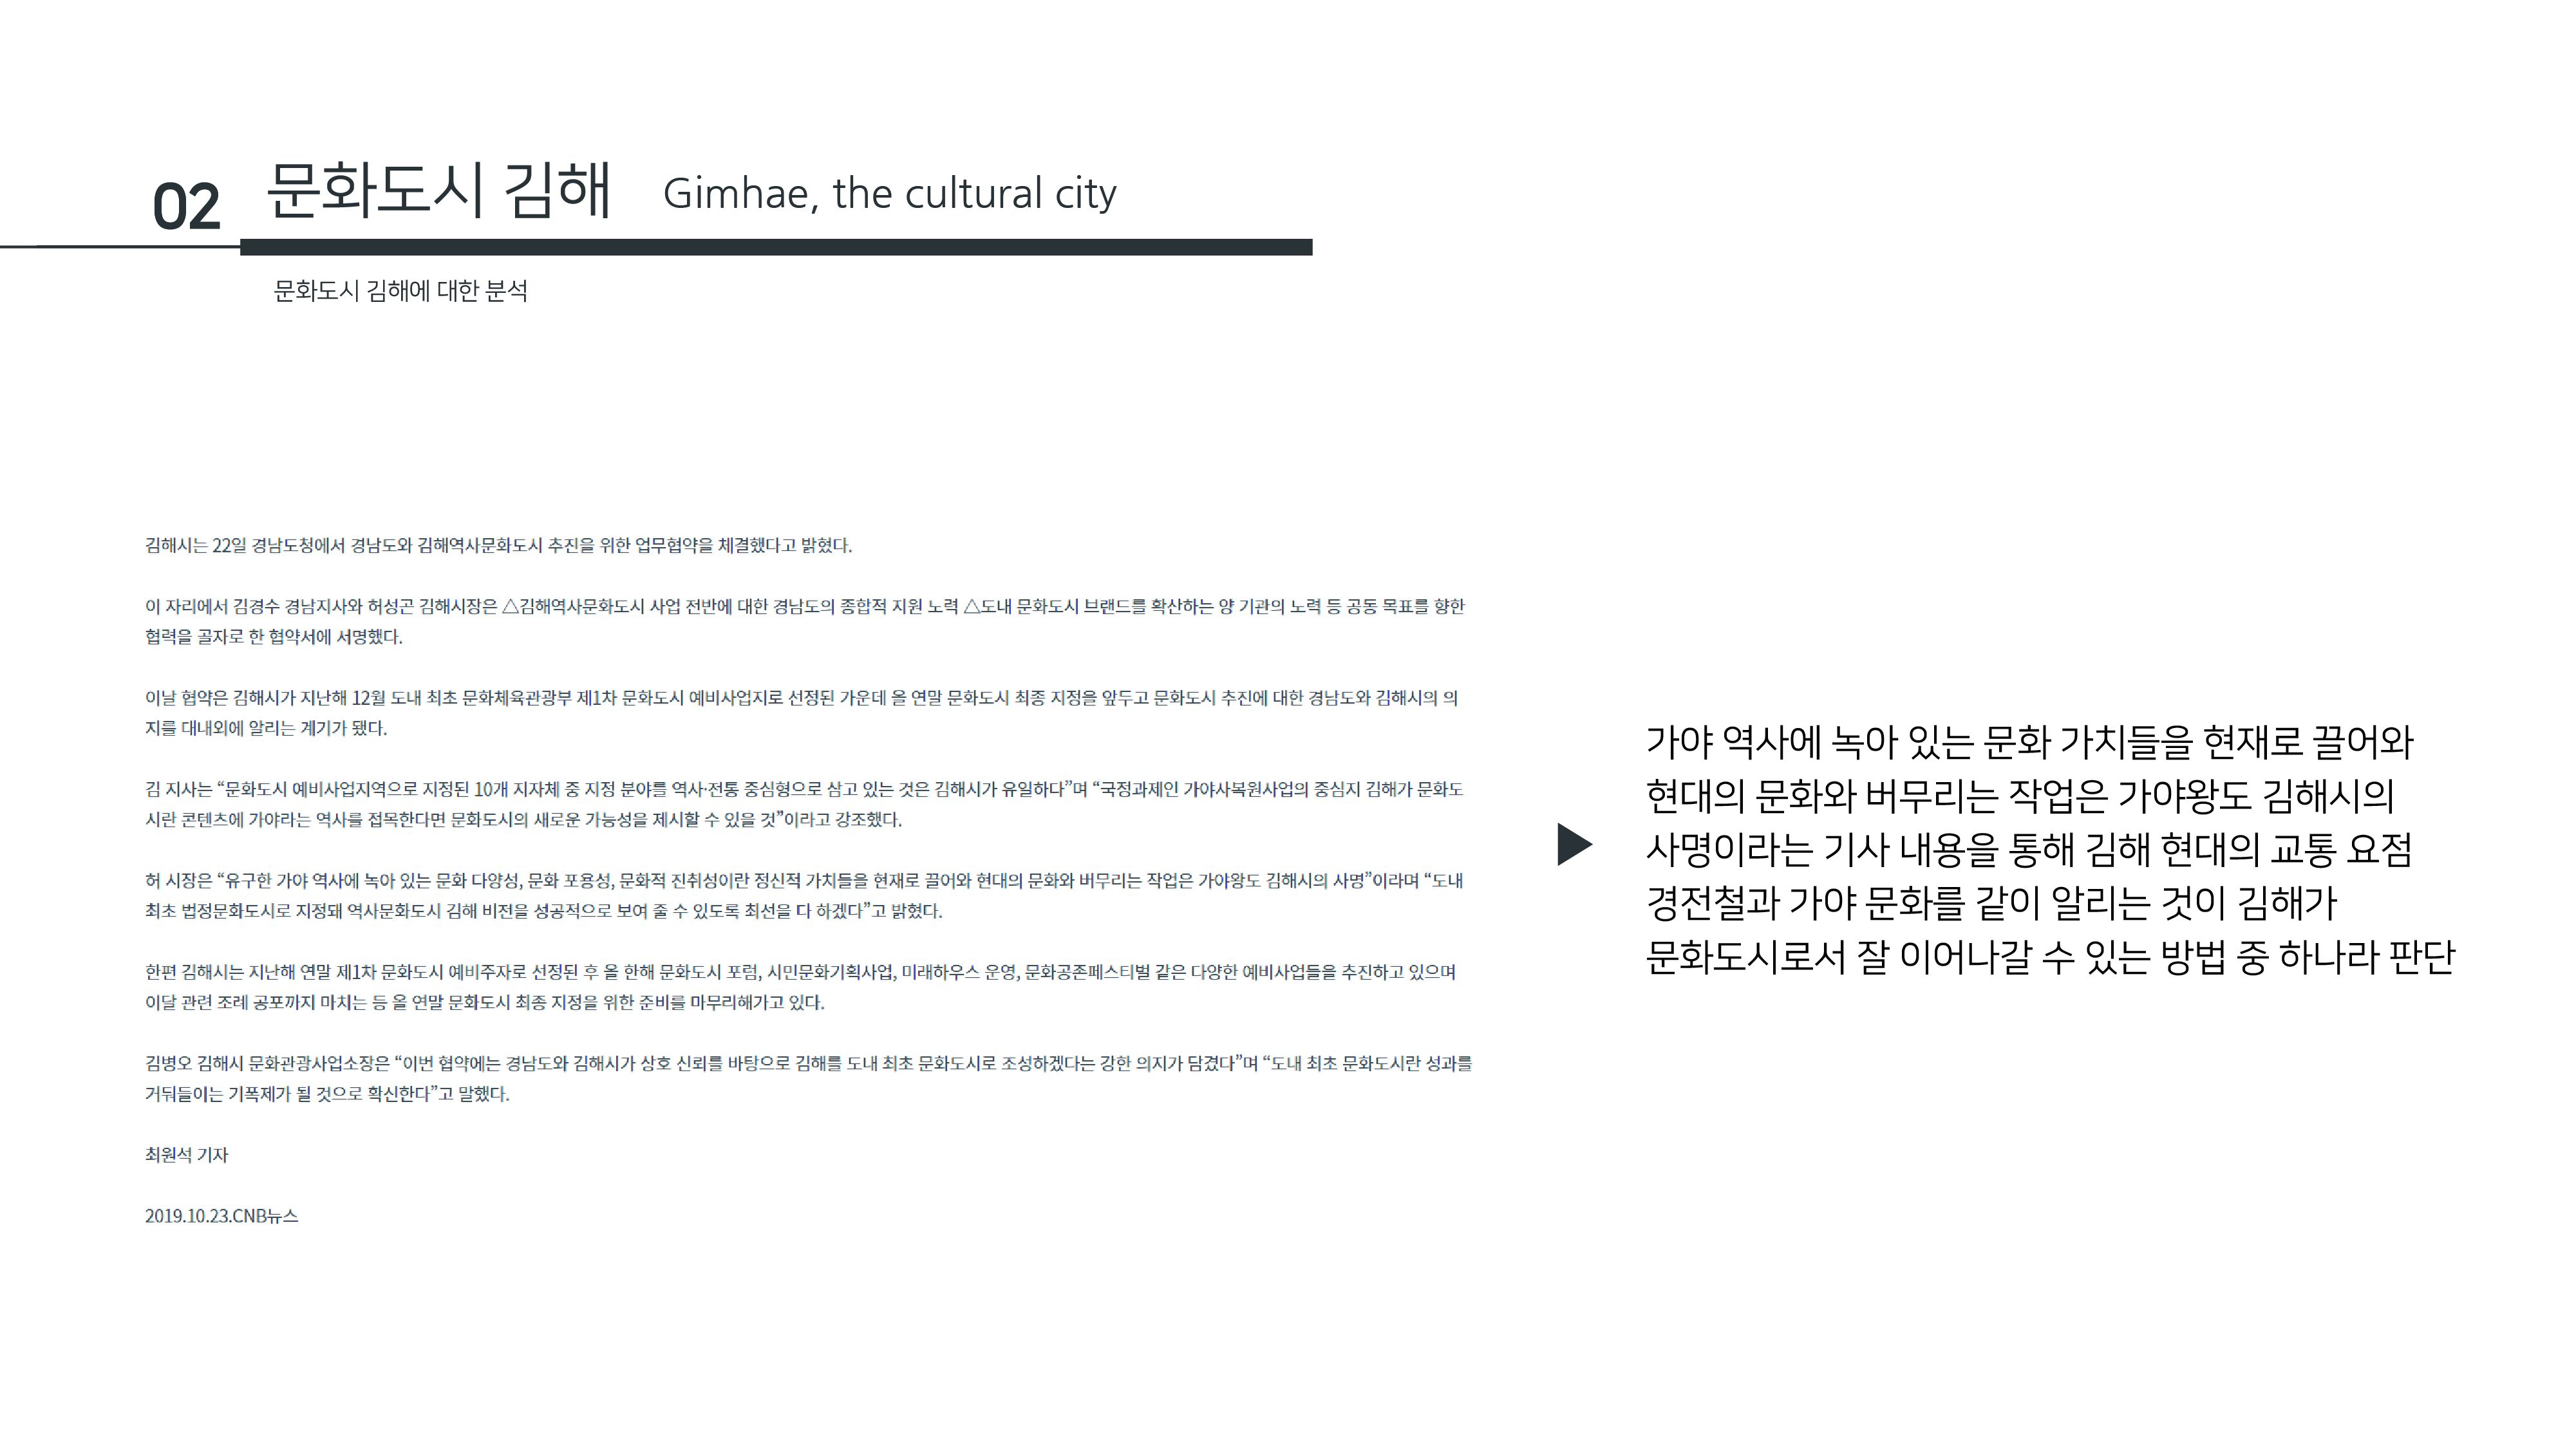 02 문화도시 김해 Gimhae, the cultural city
문화도시 김해에 대한 분석
김해시는 22일 경남도청에서 경남도와 김해역사문화도시 추진을 위한 업무협약을 체결했다고 밝혔다.
이 자리에서 김경수 경남지사와 허성곤 김해시장은 △김해역사문화도시 사업 전반에 대한 경남도의 종합적 지원 노력 △도내 문화도시 브랜드를 확산하는 양 기관의 노력 등 공동 목표를 향한
협력을 골자로 한 협약서에 서명했다.
이날 협약은 김해시가 지난해 12월 도내 최초 문화체육관광부 제1차 문화도시 예비사업지로 선정된 가운데 올 연말 문화도시 최종 지정을 앞두고 문화도시 추진에 대한 경남도와 김해시의 의
지를 대내외에 알리는 계기가 됐다.
김 지사는 “문화도시 예비사업지역으로 지정된 10개 지자체 중 지정 분야를 역사·전통 중심형으로 삼고 있는 것은 김해시가 유일하다”며 “국정과제인 가야사복원사업의 중심지 김해가 문화도
시란 콘텐츠에 가야라는 역사를 접목한다면 문화도시의 새로운 가능성을 제시할 수 있을 것”이라고 강조했다.
허 시장은 “유구한 가야 역사에 녹아 있는 문화 다양성, 문화 포용성, 문화적 진취성이란 정신적 가치들을 현재로 끌어와 현대의 문화와 버무리는 작업은 가야왕도 김해시의 사명”이라며 “도내
최초 법정문화도시로 지정돼 역사문화도시 김해 비전을 성공적으로 보여 줄 수 있도록 최선을 다 하겠다”고 밝혔다.
한편 김해시는 지난해 연말 제1차 문화도시 예비주자로 선정된 후 올 한해 문화도시 포럼, 시민문화기획사업, 미래하우스 운영, 문화공존페스티벌 같은 다양한 예비사업들을 추진하고 있으며
이달 관련 조례 공포까지 마치는 등 올 연말 문화도시 최종 지정을 위한 준비를 마무리해가고 있다.
김병오 김해시 문화관광사업소장은 “이번 협약에는 경남도와 김해시가 상호 신뢰를 바탕으로 김해를 도내 최초 문화도시로 조성하겠다는 강한 의지가 담겼다”며 “도내 최초 문화도시란 성과를
거둬들이는 기폭제가 될 것으로 확신한다”고 말했다.
최원석 기자
2019.10.23.CNB뉴스
가야 역사에 녹아 있는 문화 가치들을 현재로 끌어와
현대의 문화와 버무리는 작업은 가야왕도 김해시의
사명이라는 기사 내용을 통해 김해 현대의 교통 요점
경전철과 가야 문화를 같이 알리는 것이 김해가
문화도시로서 잘 이어나갈 수 있는 방법 중 하나라 판단